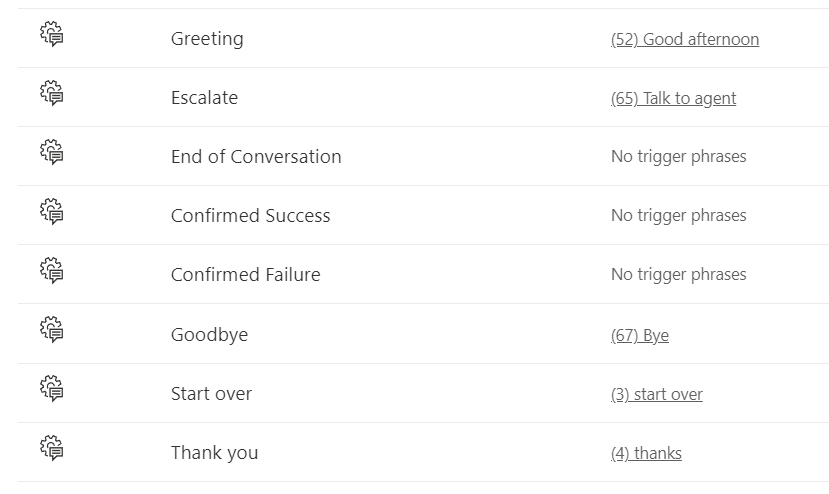 Greeting (52) Good afternoon
Escalate (65) Talk to agent
End of Conversation No trigger phrases
Confirmed Success No trigger phrases
Confirmed Failure No trigger phrases
Goodbye (67) Bye
Start over (3) start over
Thank you (4) thanks